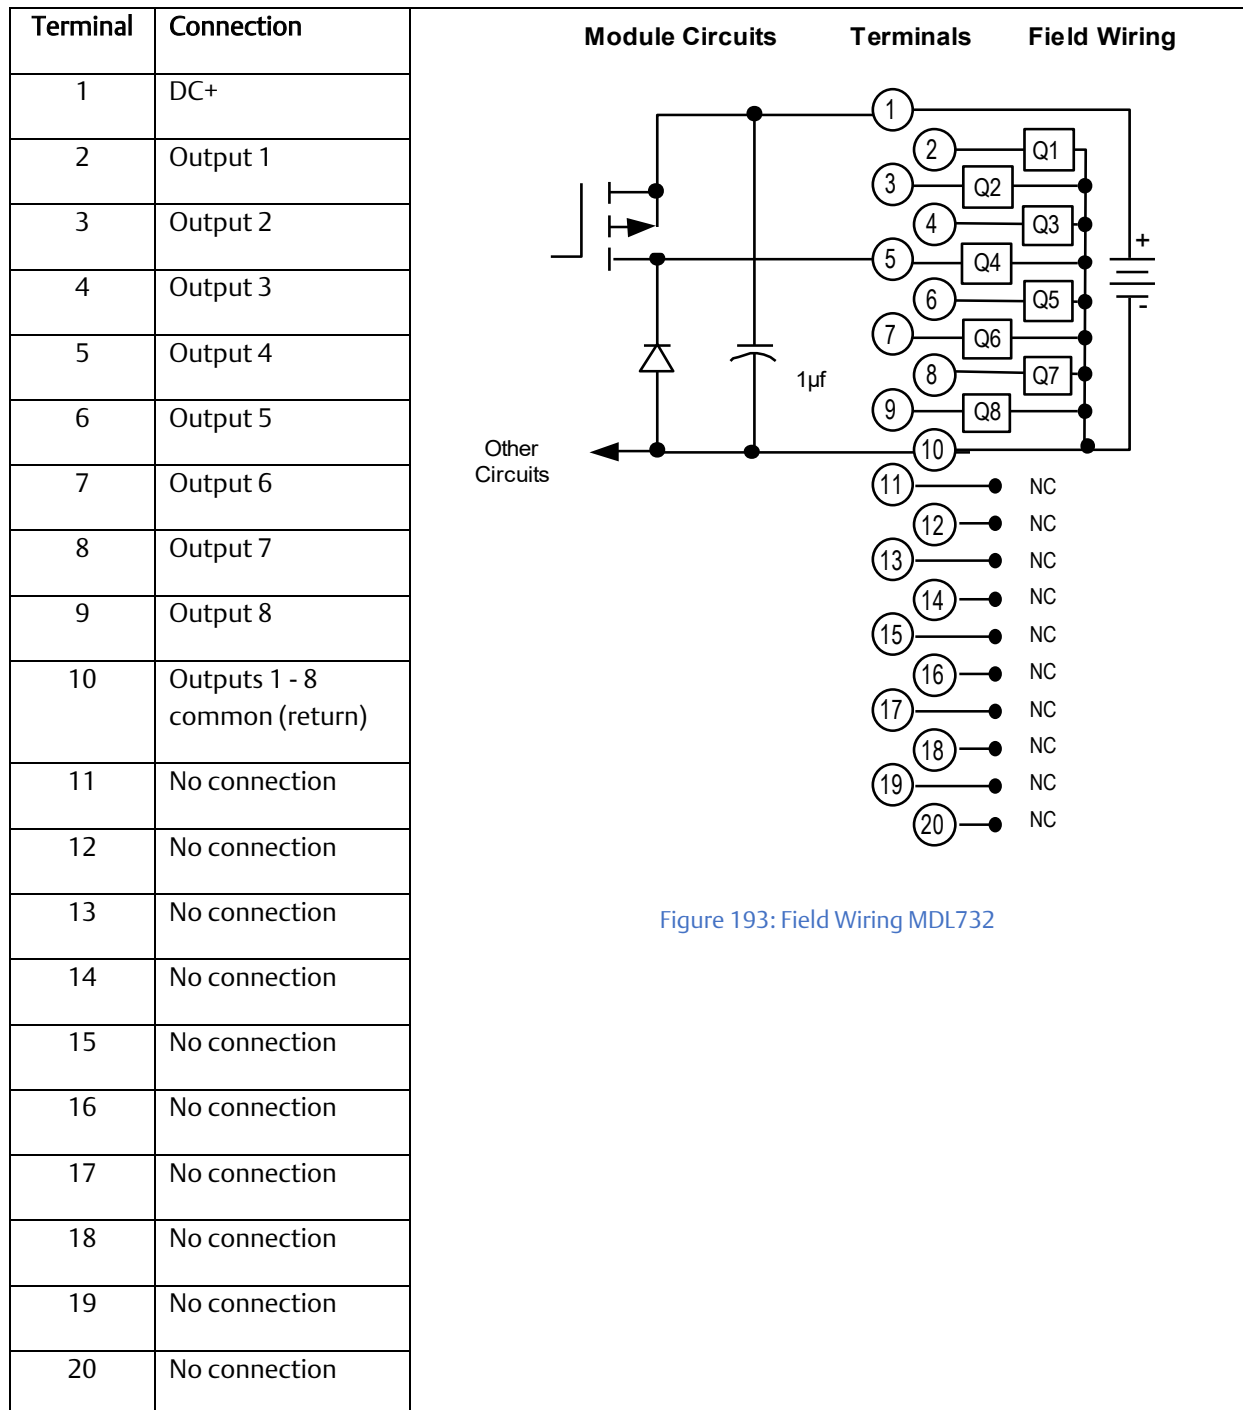 Terminal Connection
1 DC+
2 Output 1
3 Output 2
4 Output 3
5 Output 4
6 Output 5
7 Output 6
8 Output 7
9 Output 8
10 Outputs 1 - 8
common (return)
11 No connection
12 No connection
13 No connection
14 No connection
15 No connection
16 No connection
17 No connection
18 No connection
19 No connection
20 No connection
Module Circuits Terminals Field Wiring
1
2 Q1
3 Q2
4 Q3
+
5 Q4
6 Q5
-
7 Q6
1µf
8 Q7
9 Q8
Other
Circuits
10
11 NC
12 NC
13 NC
14 NC
15 NC
16 NC
17 NC
18 NC
19 NC
20 NC
Figure 193: Field Wiring MDL732